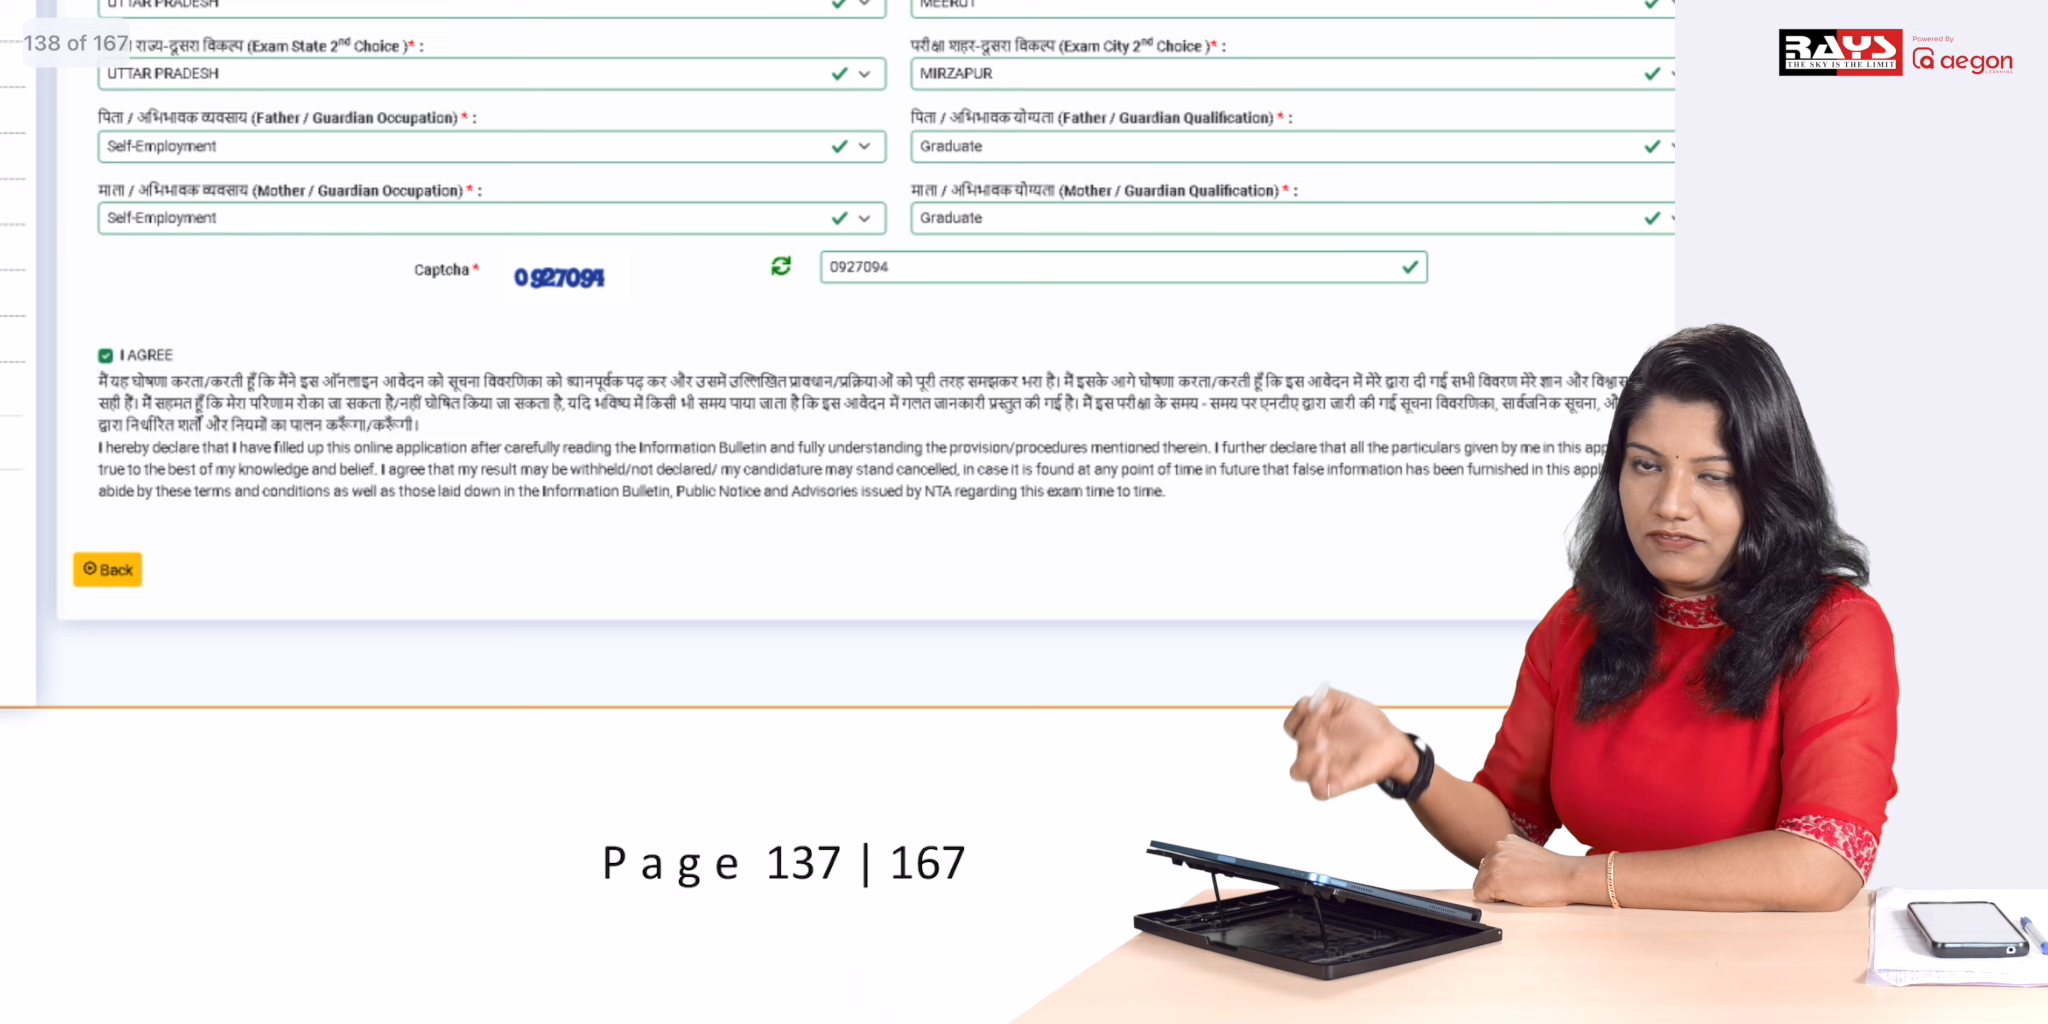 UTTAR PRADESH
MEERUT
138 of 167
राज्य-दूसरा विकल्प (Exam State 2nd Choice )* :
परीक्षा शहर-दूसरा विकल्प (Exam City 2nd Choice )* :
UTTAR PRADESH
MIRZAPUR
पिता / अभिभावक व्यवसाय (Father / Guardian Occupation) * :
पिता / अभिभावक योग्यता (Father / Guardian Qualification) * :
Self-Employment
Graduate
माता / अभिभावक व्यवसाय (Mother / Guardian Occupation) * :
माता / अभिभावक योग्यता (Mother / Guardian Qualification) * :
Self-Employment
Graduate
Captcha *
0927094
0927094
I AGREE
मैं यह घोषणा करता/करती हूँ कि मैंने इस ऑनलाइन आवेदन को सूचना विवरणिका को ध्यानपूर्वक पढ़ कर और उसमें उल्लिखित प्रावधान/प्रक्रियाओं को पूरी तरह समझकर भरा है। मैं इसके आगे घोषणा करता/करती हूँ कि इस आवेदन में मेरे द्वारा दी गई सभी विवरण मेरे ज्ञान और विश्वास
सही हैं। मैं सहमत हूँ कि मेरा परिणाम रोका जा सकता है/नहीं घोषित किया जा सकता है, यदि भविष्य में किसी भी समय पाया जाता है कि इस आवेदन में गलत जानकारी प्रस्तुत की गई है। मैं इस परीक्षा के समय - समय पर एनटीए द्वारा जारी की गई सूचना विवरणिका, सार्वजनिक सूचना,
द्वारा निर्धारित शर्तों और नियमों का पालन करूँगा/करूँगी।
I hereby declare that I have filled up this online application after carefully reading the Information Bulletin and fully understanding the provision/procedures mentioned therein. I further declare that all the particulars given by me in this app
true to the best of my knowledge and belief. I agree that my result may be withheld/not declared/ my candidature may stand cancelled, in case it is found at any point of time in future that false information has been furnished in this appl
abide by these terms and conditions as well as those laid down in the Information Bulletin, Public Notice and Advisories issued by NTA regarding this exam time to time.
Back
Page 137 | 167
RAYS
THE SKY IS THE LIMIT
Powered By
aegon
LEARNING